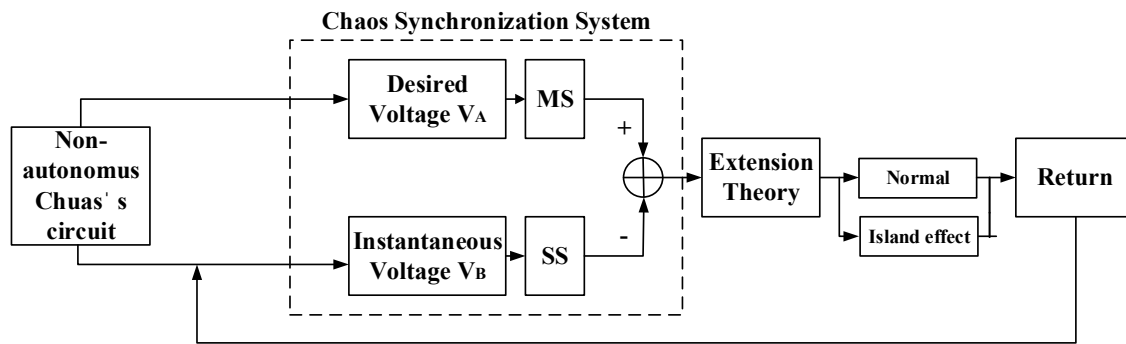 Chaos Synchronization System
Non-
autonomus
Chuas' s
circuit
Desired
Voltage VA
MS
+
Instantaneous
Voltage VB
SS
-
Extension
Theory
Normal
Island effect
Return